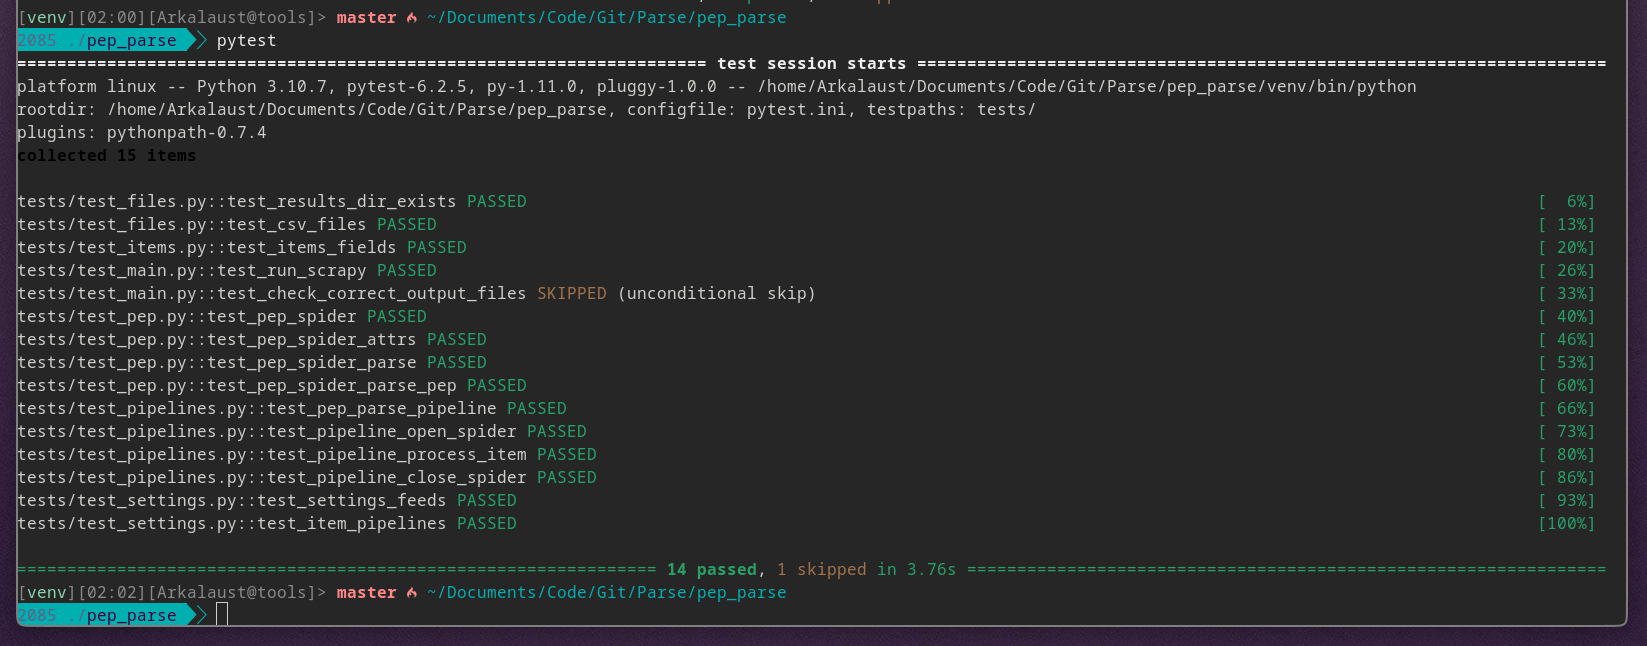 [venv][02:00][Arkalaust@tools]> master ~/Documents/Code/Git/Parse/pep_parse
2085 ./pep_parse pytest
======================================================================= test session starts =======================================================================
platform linux -- Python 3.10.7, pytest-6.2.5, py-1.11.0, pluggy-1.0.0 -- /home/Arkalaust/Documents/Code/Git/Parse/pep_parse/venv/bin/python
rootdir: /home/Arkalaust/Documents/Code/Git/Parse/pep_parse, configfile: pytest.ini, testpaths: tests/
plugins: pythonpath-0.7.4
collected 15 items
tests/test_files.py::test_results_dir_exists PASSED [  6%]
tests/test_files.py::test_csv_files PASSED [ 13%]
tests/test_items.py::test_items_fields PASSED [ 20%]
tests/test_main.py::test_run_scrapy PASSED [ 26%]
tests/test_main.py::test_check_correct_output_files SKIPPED (unconditional skip) [ 33%]
tests/test_pep.py::test_pep_spider PASSED [ 40%]
tests/test_pep.py::test_pep_spider_attrs PASSED [ 46%]
tests/test_pep.py::test_pep_spider_parse PASSED [ 53%]
tests/test_pep.py::test_pep_spider_parse_pep PASSED [ 60%]
tests/test_pipelines.py::test_pep_parse_pipeline PASSED [ 66%]
tests/test_pipelines.py::test_pipeline_open_spider PASSED [ 73%]
tests/test_pipelines.py::test_pipeline_process_item PASSED [ 80%]
tests/test_pipelines.py::test_pipeline_close_spider PASSED [ 86%]
tests/test_settings.py::test_settings_feeds PASSED [ 93%]
tests/test_settings.py::test_item_pipelines PASSED [100%]
================================================================ 14 passed, 1 skipped in 3.76s ================================================================
[venv][02:02][Arkalaust@tools]> master ~/Documents/Code/Git/Parse/pep_parse
2085 ./pep_parse